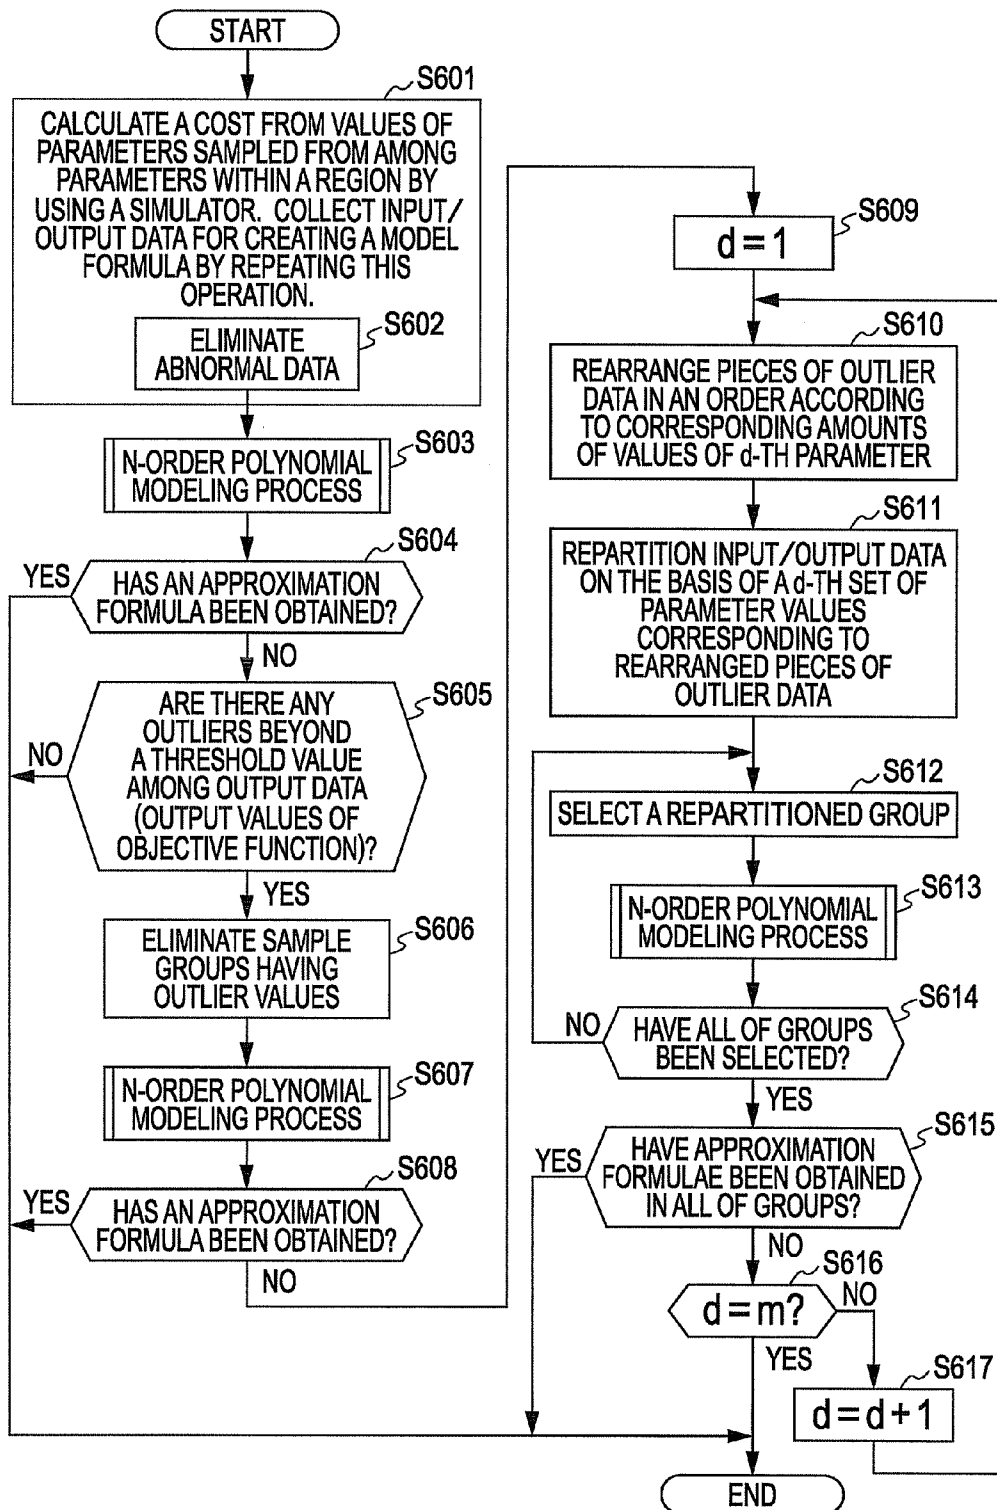 START
S601
CALCULATE A COST FROM VALUES OF
PARAMETERS SAMPLED FROM AMONG
PARAMETERS WITHIN A REGION BY
USING A SIMULATOR. COLLECT INPUT/
OUTPUT DATA FOR CREATING A MODEL
FORMULA BY REPEATING THIS
OPERATION.
S602
ELIMINATE
ABNORMAL DATA
S603
N-ORDER POLYNOMIAL
MODELING PROCESS
S604
YES
HAS AN APPROXIMATION
FORMULA BEEN OBTAINED?
NO
S605
ARE THERE ANY
OUTLIERS BEYOND
A THRESHOLD VALUE
AMONG OUTPUT DATA
(OUTPUT VALUES OF
OBJECTIVE FUNCTION)?
NO
YES
S606
ELIMINATE SAMPLE
GROUPS HAVING
OUTLIER VALUES
S607
N-ORDER POLYNOMIAL
MODELING PROCESS
S608
YES
HAS AN APPROXIMATION
FORMULA BEEN OBTAINED?
NO
S609
d=1
S610
REARRANGE PIECES OF OUTLIER
DATA IN AN ORDER ACCORDING
TO CORRESPONDING AMOUNTS
OF VALUES OF d-TH PARAMETER
S611
REPARTITION INPUT/OUTPUT DATA
ON THE BASIS OF A d-TH SET OF
PARAMETER VALUES
CORRESPONDING TO
REARRANGED PIECES OF
OUTLIER DATA
S612
SELECT A REPARTITIONED GROUP
S613
N-ORDER POLYNOMIAL
MODELING PROCESS
S614
NO
HAVE ALL OF GROUPS
BEEN SELECTED?
YES
S615
YES
HAVE APPROXIMATION
FORMULAE BEEN OBTAINED
IN ALL OF GROUPS?
NO
S616
d=m?
NO
YES
S617
d=d+1
END